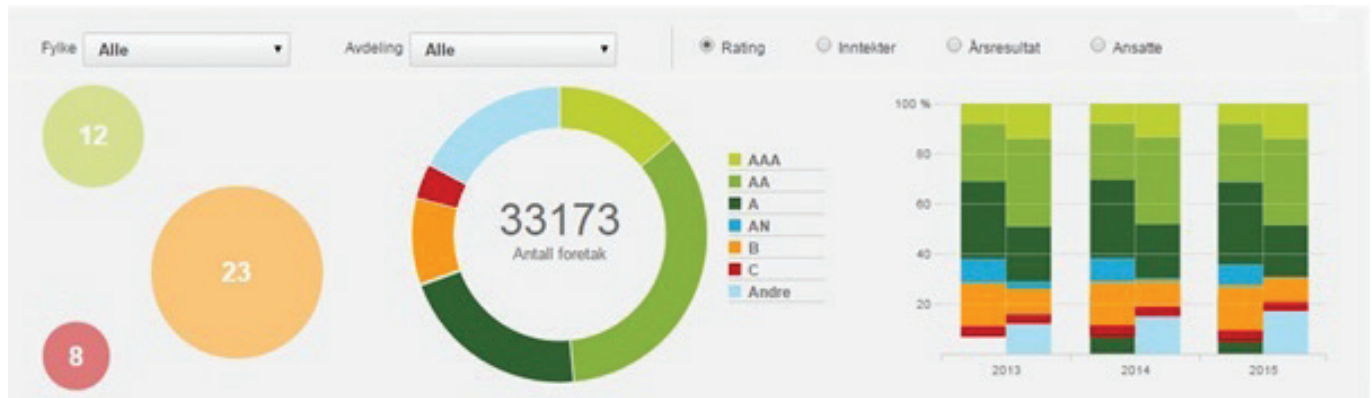 Fylke Alle Avdeling Alle Rating Inntekter Årsresultat Ansatte
12
23
8
33173
Antall foretak
AAA
AA
A
AN
B
C
Andre
100 %
80
60
40
20
2013 2014 2015